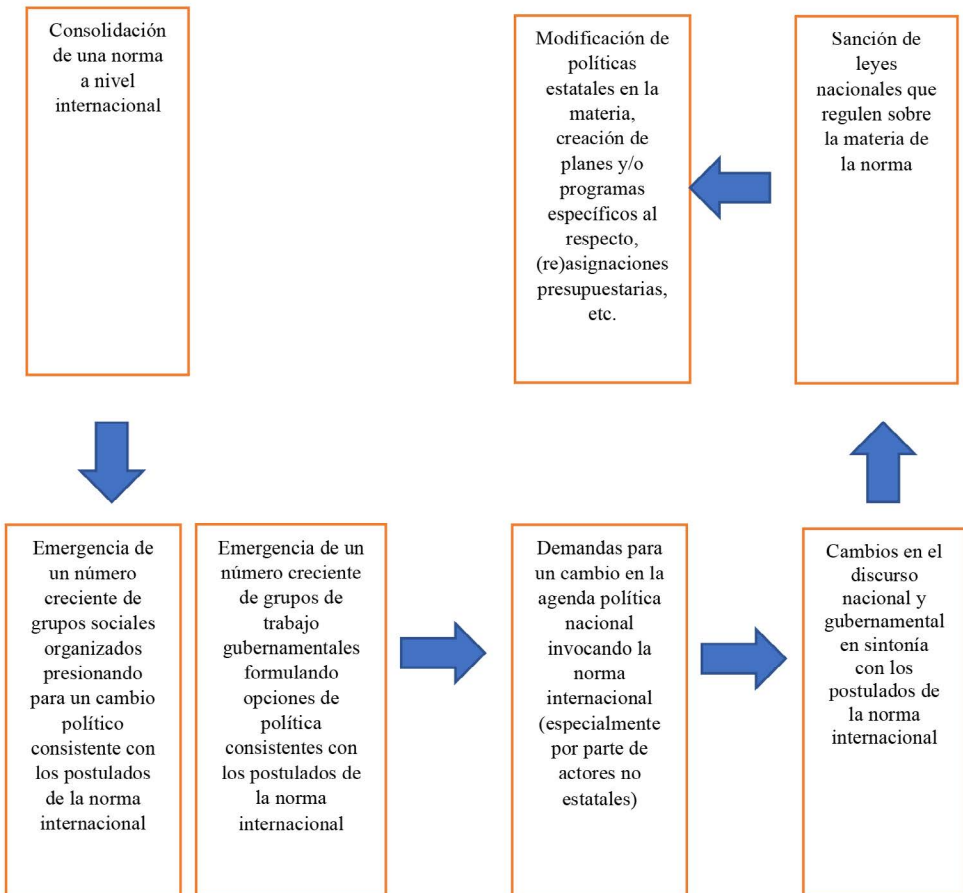 Consolidación
de una norma
a nivel
internacional
Modificación de
políticas
estatales en la
materia,
creación de
planes y/o
programas
específicos al
respecto,
(re)asignaciones
presupuestarias,
etc.
Sanción de
leyes
nacionales que
regulen sobre
la materia de
la norma
Emergencia de
un número
creciente de
grupos sociales
organizados
presionando
para un cambio
político
consistente con
los postulados
de la norma
internacional
Emergencia de un
número creciente
de grupos de
trabajo
gubernamentales
formulando
opciones de
política
consistentes con
los postulados de
la norma
internacional
Demandas para
un cambio en la
agenda política
nacional
invocando la
norma
internacional
(especialmente
por parte de
actores no
estatales)
Cambios en el
discurso
nacional y
gubernamental
en sintonía
con los
postulados de
la norma
internacional